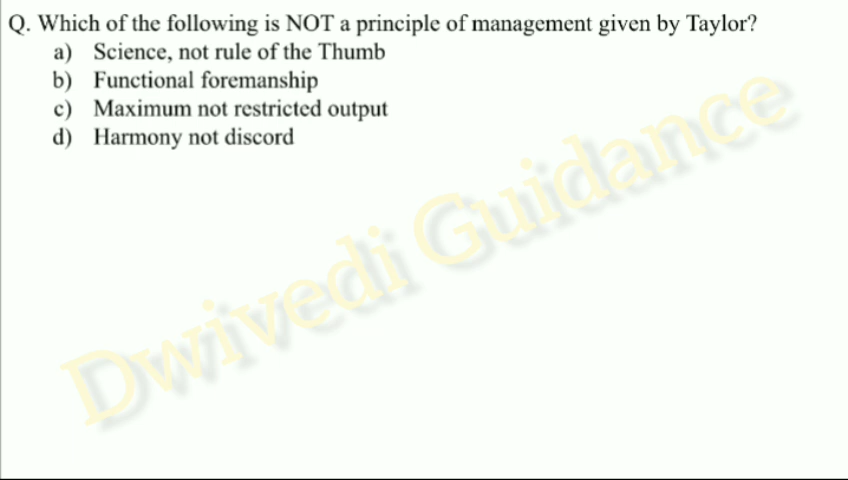 Q. Which of the following is NOT a principle of management given by Taylor?
a) Science, not rule of the Thumb
b) Functional foremanship
c) Maximum not restricted output
d) Harmony not discord
Dwivedi Guidance